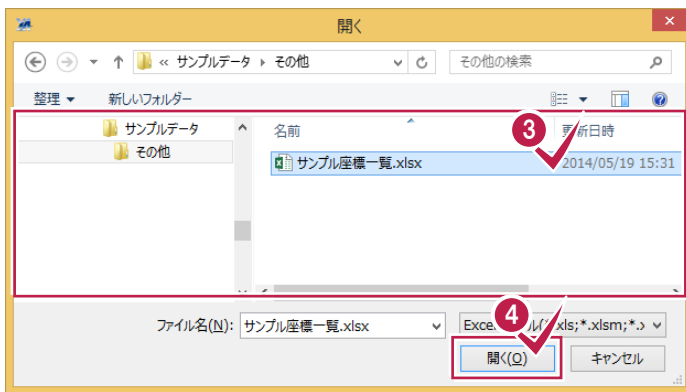 開く
« サンプルデータ ▸ その他 その他の検索
整理 ▼ 新しいフォルダー
サンプルデータ
その他
名前 3 更新日時
サンプル座標一覧.xlsx 2014/05/19 15:31
ファイル名(N): サンプル座標一覧.xlsx 4
開く(O) キャンセル